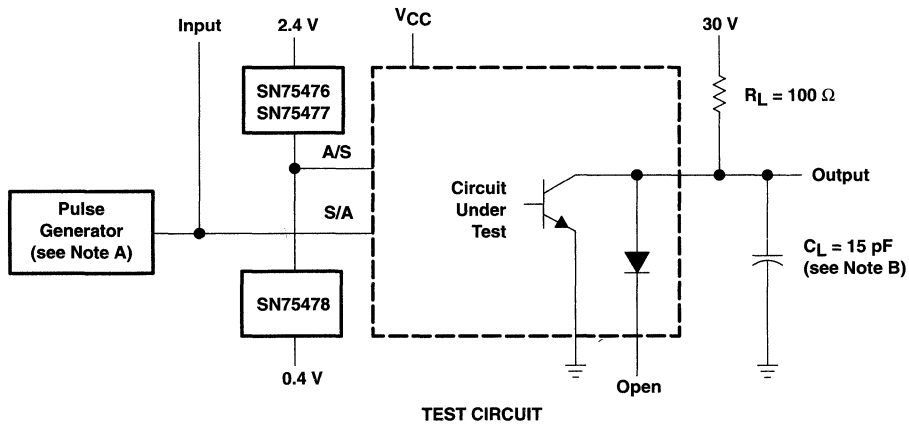 Input
2.4 V
VCC
30 V
SN75476
SN75477
RL = 100 Ω
A/S
Circuit
Under
Test
Output
Pulse
Generator
(see Note A)
S/A
CL = 15 pF
(see Note B)
SN75478
0.4 V
Open
TEST CIRCUIT